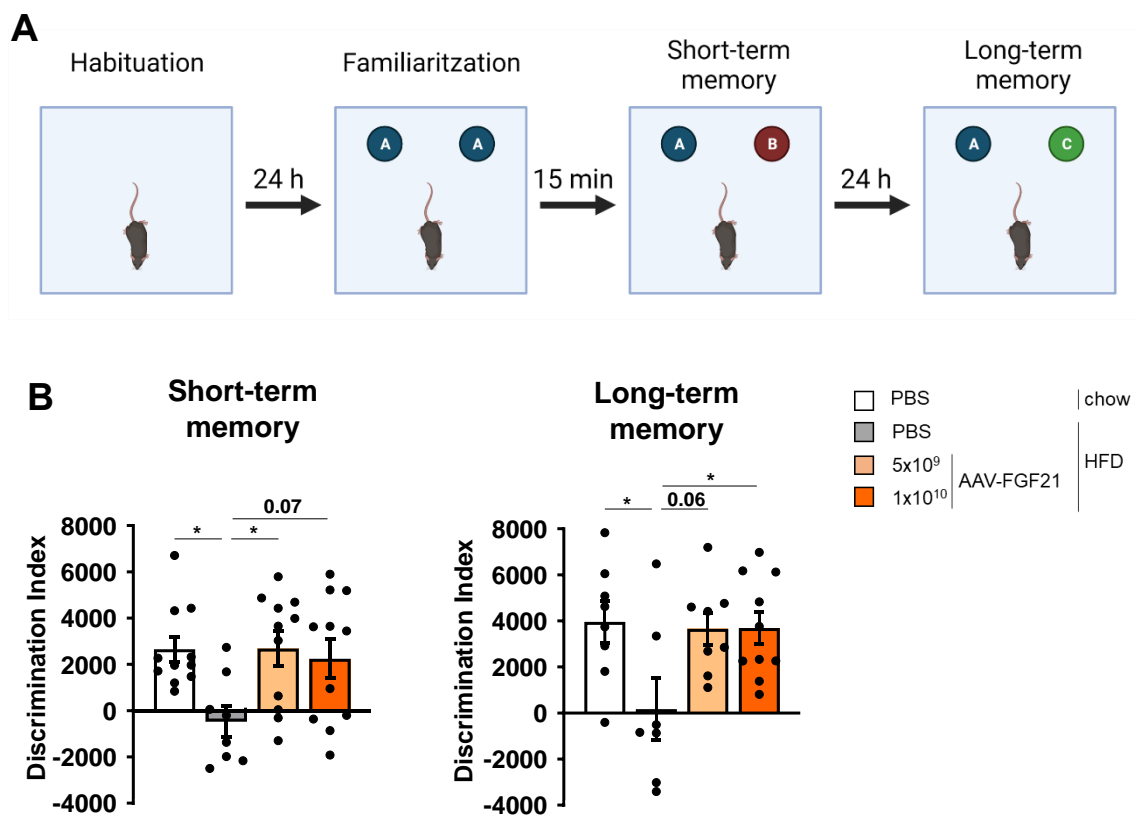 A
Habituation
Familiaritzation
Short-term
memory
Long-term
memory
A
A
A
B
A
C
24 h
15 min
24 h
B
Short-term
memory
Long-term
memory
PBS
chow
PBS
5x10⁹
1x10¹⁰
AAV-FGF21
HFD
Discrimination Index
8000
6000
4000
2000
0
-2000
-4000
*
*
0.07
Discrimination Index
8000
6000
4000
2000
0
-2000
-4000
*
0.06
*